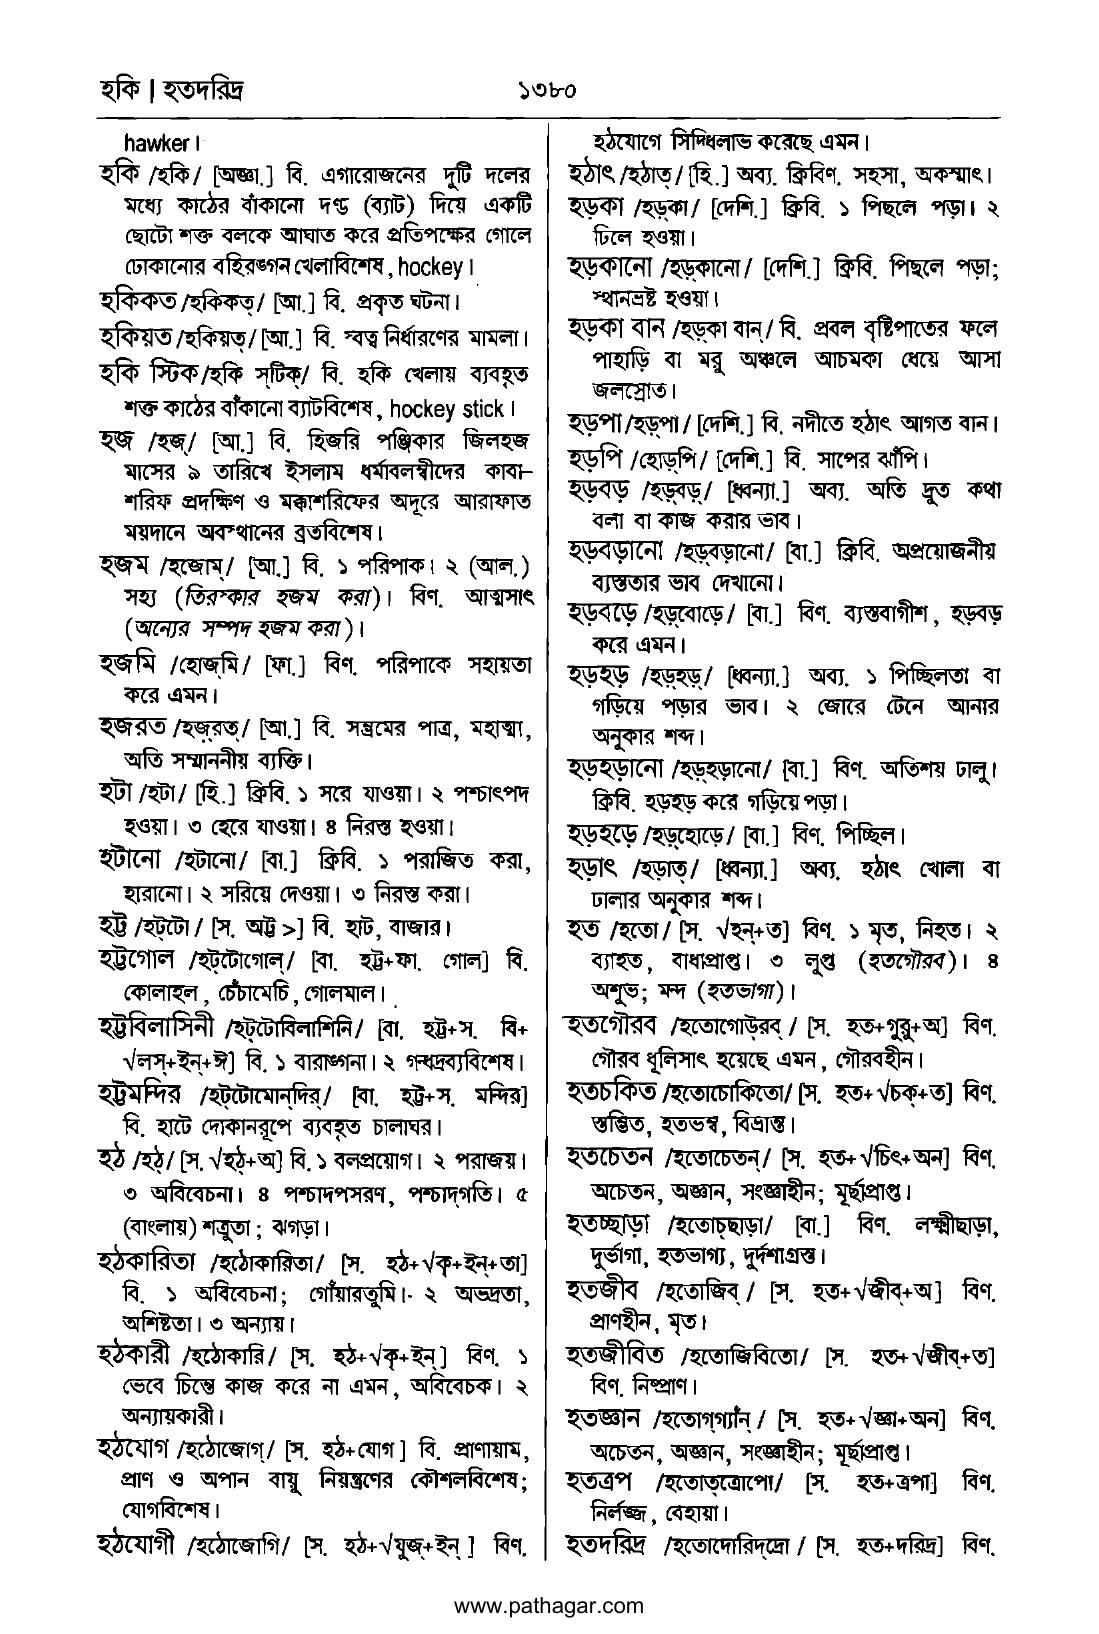 হকি | হতদরিদ্র
১৩৮০
hawker।
হকি /হকি/ [অজ্ঞা.] বি. এগারোজনের দুটি দলের
মধ্যে কাঠের বাঁকানো দণ্ড (ব্যাট) দিয়ে একটি
ছোটো শক্ত বলকে আঘাত করে প্রতিপক্ষের গোলে
ঢোকানোর বহিরঙ্গন খেলাবিশেষ, hockey।
হকিকত /হকিকত্/ [আ.] বি. প্রকৃত ঘটনা।
হকিয়ত /হকিয়ত্/ [আ.] বি. স্বত্ব নির্ধারণের মামলা।
হকি স্টিক /হকি স্‌টিক্/ বি. হকি খেলায় ব্যবহৃত
শক্ত কাঠের বাঁকানো ব্যাটবিশেষ, hockey stick।
হজ /হজ্/ [আ.] বি. হিজরি পঞ্জিকার জিলহজ
মাসের ৯ তারিখে ইসলাম ধর্মাবলম্বীদের কাবা–
শরিফ প্রদক্ষিণ ও মক্কাশরিফের অদূরে আরাফাত
ময়দানে অবস্থানের ব্রতবিশেষ।
হজম /হজোম্/ [আ.] বি. ১ পরিপাক। ২ (আল.)
সহ্য (তিরস্কার হজম করা)। বিণ. আত্মসাৎ
(অন্যের সম্পদ হজম করা)।
হজমি /হোজ্‌মি/ [ফা.] বিণ. পরিপাকে সহায়তা
করে এমন।
হজরত /হজ়্‌রত্/ [আ.] বি. সম্ভ্রমের পাত্র, মহাত্মা,
অতি সম্মাননীয় ব্যক্তি।
হটা /হটা/ [হি.] ক্রিবি. ১ সরে যাওয়া। ২ পশ্চাৎপদ
হওয়া। ৩ হেরে যাওয়া। ৪ নিরস্ত হওয়া।
হটানো /হটানো/ [বা.] ক্রিবি. ১ পরাজিত করা,
হারানো। ২ সরিয়ে দেওয়া। ৩ নিরস্ত করা।
হট্ট /হট্‌টো/ [স. অট্ট >] বি. হাট, বাজার।
হট্টগোল /হট্‌টোগোল্/ [বা. হট্ট+ফা. গোল] বি.
কোলাহল, চেঁচামেচি, গোলমাল।
হট্টবিলাসিনী /হট্‌টোবিলাশিনি/ [বা. হট্ট+স. বি+
√লস্+ইন্+ঈ] বি. ১ বারাঙ্গনা। ২ গন্ধদ্রব্যবিশেষ।
হট্টমন্দির /হট্‌টোমোন্‌দির্/ [বা. হট্ট+স. মন্দির]
বি. হাটে দোকানরূপে ব্যবহৃত চালাঘর।
হঠ /হঠ্/ [স. √হঠ্+অ] বি. ১ বলপ্রয়োগ। ২ পরাজয়।
৩ অবিবেচনা। ৪ পশ্চাদপসরণ, পশ্চাদ্‌গতি। ৫
(বাংলায়) শত্রুতা; ঝগড়া।
হঠকারিতা /হঠোকারিতা/ [স. হঠ+√কৃ+ইন্+তা]
বি. ১ অবিবেচনা; গোঁয়ারতুমি। ২ অভদ্রতা,
অশিষ্টতা। ৩ অন্যায়।
হঠকারী /হঠোকারি/ [স. হঠ+√কৃ+ইন্] বিণ. ১
ভেবে চিন্তে কাজ করে না এমন, অবিবেচক। ২
অন্যায়কারী।
হঠযোগ /হঠোজোগ্/ [স. হঠ+যোগ] বি. প্রাণায়াম,
প্রাণ ও অপান বায়ু নিয়ন্ত্রণের কৌশলবিশেষ;
যোগবিশেষ।
হঠযোগী /হঠোজোগি/ [স. হঠ+√যুজ্+ইন্] বিণ.
হঠযোগে সিদ্ধিলাভ করেছে এমন।
হঠাৎ /হঠাত্/ [হি.] অব্য. ক্রিবিণ. সহসা, অকস্মাৎ।
হড়কা /হড়্‌কা/ [দেশি.] ক্রিবি. ১ পিছলে পড়া। ২
ঢিলে হওয়া।
হড়কানো /হড়্‌কানো/ [দেশি.] ক্রিবি. পিছলে পড়া;
স্থানভ্রষ্ট হওয়া।
হড়কা বান /হড়্‌কা বান্/ বি. প্রবল বৃষ্টিপাতের ফলে
পাহাড়ি বা মরু অঞ্চলে আচমকা ধেয়ে আসা
জলস্রোত।
হড়পা /হড়্‌পা/ [দেশি.] বি. নদীতে হঠাৎ আগত বান।
হড়পি /হোড়্‌পি/ [দেশি.] বি. সাপের ঝাঁপি।
হড়বড় /হড়্‌বড়্/ [ধ্বন্যা.] অব্য. অতি দ্রুত কথা
বলা বা কাজ করার ভাব।
হড়বড়ানো /হড়্‌বড়ানো/ [বা.] ক্রিবি. অপ্রয়োজনীয়
ব্যস্ততার ভাব দেখানো।
হড়বড়ে /হড়্‌বোড়ে/ [বা.] বিণ. ব্যস্তবাগীশ, হড়বড়
করে এমন।
হড়হড় /হড়্‌হড়্/ [ধ্বন্যা.] অব্য. ১ পিচ্ছিলতা বা
গড়িয়ে পড়ার ভাব। ২ জোরে টেনে আনার
অনুকার শব্দ।
হড়হড়ানো /হড়্‌হড়ানো/ [বা.] বিণ. অতিশয় ঢালু।
ক্রিবি. হড়হড় করে গড়িয়ে পড়া।
হড়হড়ে /হড়্‌হোড়ে/ [বা.] বিণ. পিচ্ছিল।
হড়াৎ /হড়াত্/ [ধ্বন্যা.] অব্য. হঠাৎ খোলা বা
ঢালার অনুকার শব্দ।
হত /হতো/ [স. √হন্+ত] বিণ. ১ মৃত, নিহত। ২
ব্যাহত, বাধাপ্রাপ্ত। ৩ লুপ্ত (হতগৌরব)। ৪
অশুভ; মন্দ (হতভাগা)।
হতগৌরব /হতোগোউরব্/ [স. হত+গুরু+অ] বিণ.
গৌরব ধূলিসাৎ হয়েছে এমন, গৌরবহীন।
হতচকিত /হতোচোকিতো/ [স. হত+√চক্+ত] বিণ.
স্তম্ভিত, হতভম্ব, বিভ্রান্ত।
হতচেতন /হতোচেতন্/ [স. হত+√চিৎ+অন] বিণ.
অচেতন, অজ্ঞান, সংজ্ঞাহীন; মূর্ছাপ্রাপ্ত।
হতচ্ছাড়া /হতোচ্‌ছাড়া/ [বা.] বিণ. লক্ষ্মীছাড়া,
দুর্ভাগা, হতভাগ্য, দুর্দশাগ্রস্ত।
হতজীব /হতোজিব্/ [স. হত+√জীব্+অ] বিণ.
প্রাণহীন, মৃত।
হতজীবিত /হতোজিবিতো/ [স. হত+√জীব্+ত]
বিণ. নিষ্প্রাণ।
হতজ্ঞান /হতোগ্‌গ্যাঁন্/ [স. হত+√জ্ঞা+অন] বিণ.
অচেতন, অজ্ঞান, সংজ্ঞাহীন; মূর্ছাপ্রাপ্ত।
হতত্রপ /হতোত্‌ত্রোপো/ [স. হত+ত্রপা] বিণ.
নির্লজ্জ, বেহায়া।
হতদরিদ্র /হতোদোরিদ্‌দ্রো/ [স. হত+দরিদ্র] বিণ.
www.pathagar.com